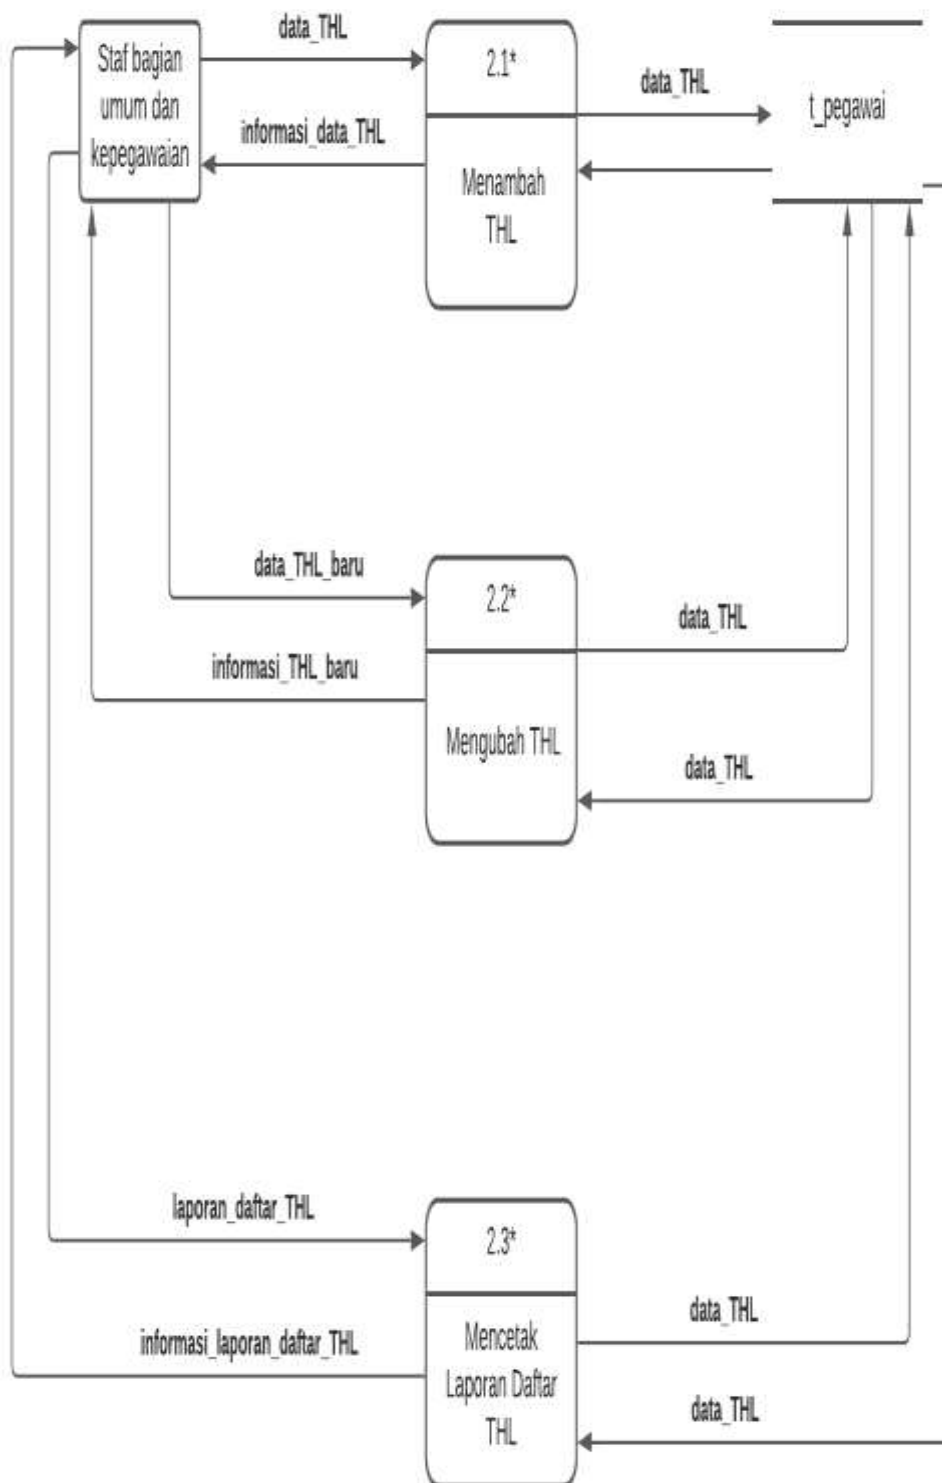 data_THL
Staf bagian
umum dan
kepegawaian
informasi_data_THL
2.1*
Menambah
THL
data_THL
t_pegawai
data_THL_baru
informasi_THL_baru
2.2*
Mengubah THL
data_THL
data_THL
laporan_daftar_THL
informasi_laporan_daftar_THL
2.3*
Mencetak
Laporan Daftar
THL
data_THL
data_THL